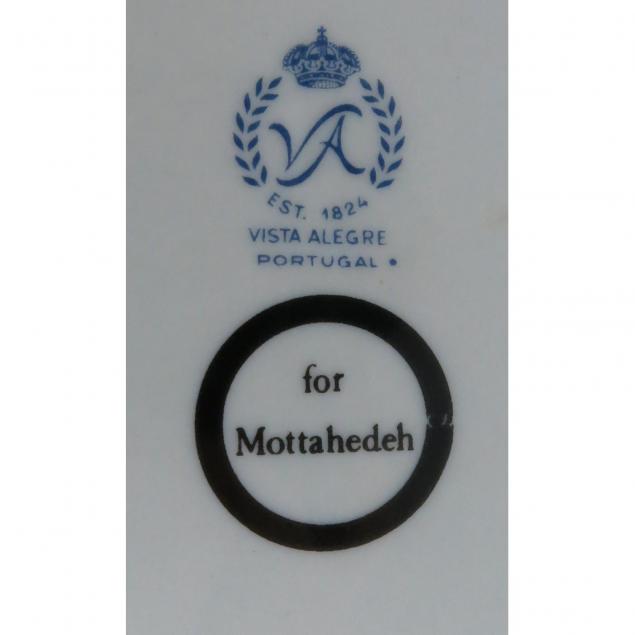 VA
EST. 1824
VISTA ALEGRE
PORTUGAL
for
Mottahedeh